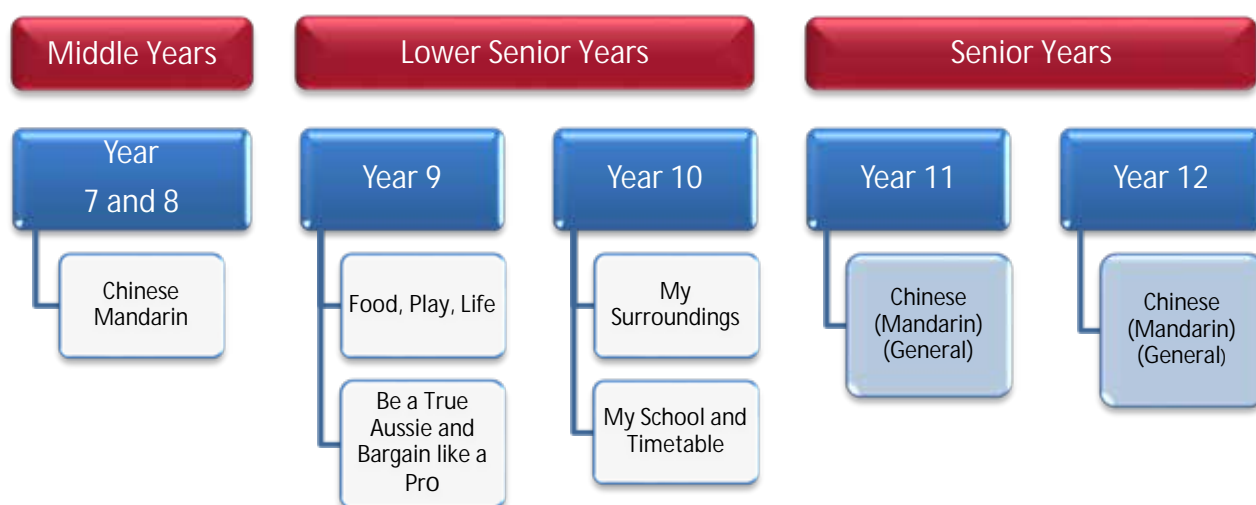 Middle Years
Lower Senior Years
Senior Years
Year
7 and 8
Year 9
Year 10
Year 11
Year 12
Chinese
Mandarin
Food, Play, Life
Be a True
Aussie and
Bargain like a
Pro
My
Surroundings
My School and
Timetable
Chinese
(Mandarin)
(General)
Chinese
(Mandarin)
(General)